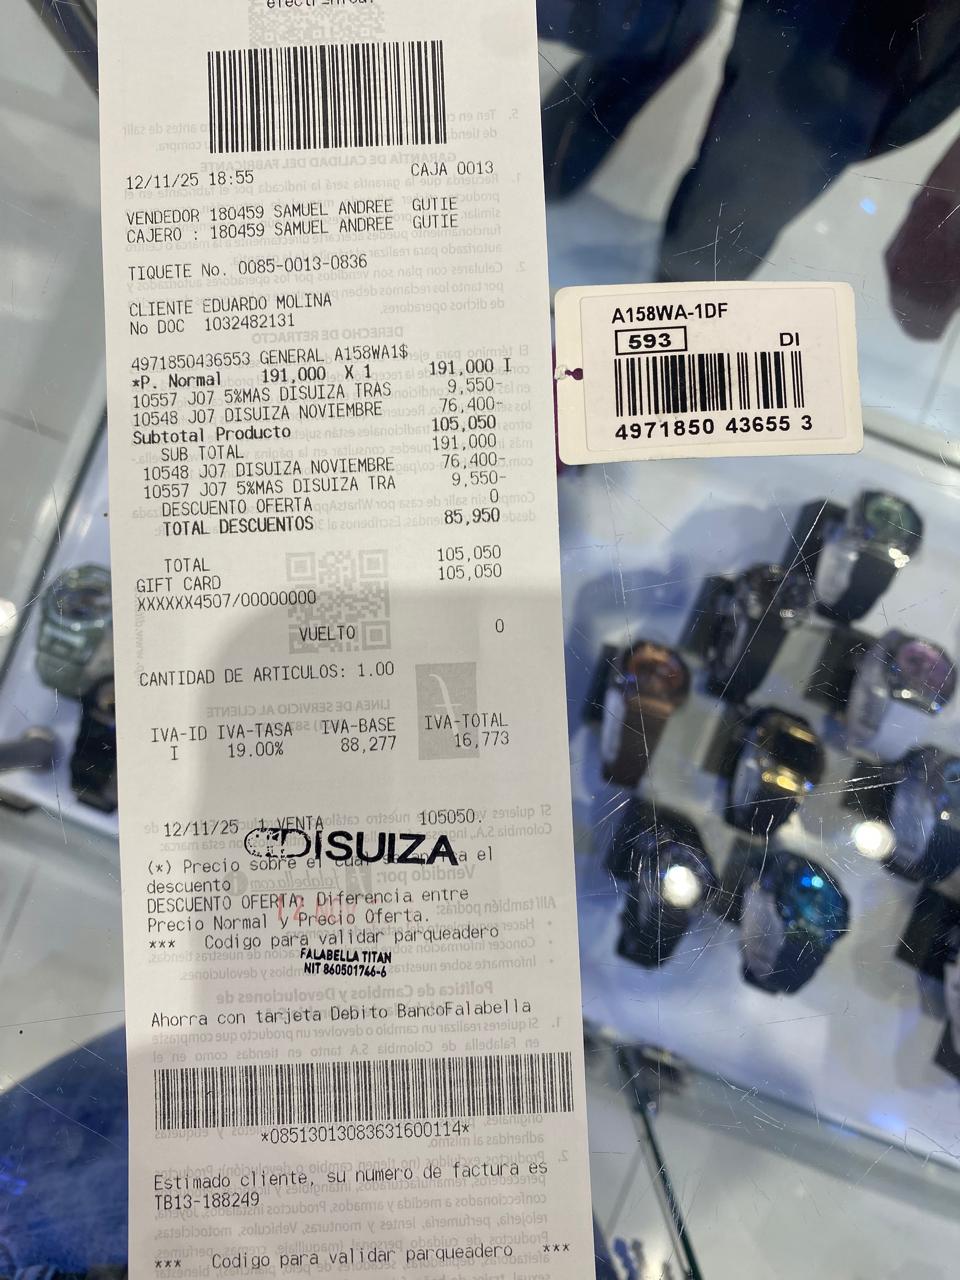 electrónica.
12/11/25 18:55 CAJA 0013
VENDEDOR 180459 SAMUEL ANDREE GUTIE
CAJERO : 180459 SAMUEL ANDREE GUTIE
TIQUETE No. 0085-0013-0836
CLIENTE EDUARDO MOLINA
No DOC 1032482131
4971850436553 GENERAL A158WA1$
*P. Normal 191,000 X 1 191,000 I
10557 J07 5%MAS DISUIZA TRAS 9,550-
10548 J07 DISUIZA NOVIEMBRE 76,400-
Subtotal Producto 105,050
SUB TOTAL 191,000
10548 J07 DISUIZA NOVIEMBRE 76,400-
10557 J07 5%MAS DISUIZA TRA 9,550-
DESCUENTO OFERTA 0
TOTAL DESCUENTOS 85,950
TOTAL 105,050
GIFT CARD 105,050
XXXXXX4507/00000000
VUELTO 0
CANTIDAD DE ARTICULOS: 1.00
IVA-ID IVA-TASA IVA-BASE IVA-TOTAL
I 19.00% 88,277 16,773
12/11/25 1 VENTA 105050.
DISUIZA
(*) Precio sobre el cual el
descuento
DESCUENTO OFERTA: Diferencia entre
Precio Normal y Precio Oferta.
*** Codigo para validar parqueadero
FALABELLA TITAN
NIT 860501746-6
Ahorra con tarjeta Debito BancoFalabella
*08513013083631600114*
Estimado cliente, su numero de factura es
TB13-188249
*** Codigo para validar parqueadero ***
A158WA-1DF
593 DI
4971850 43655 3